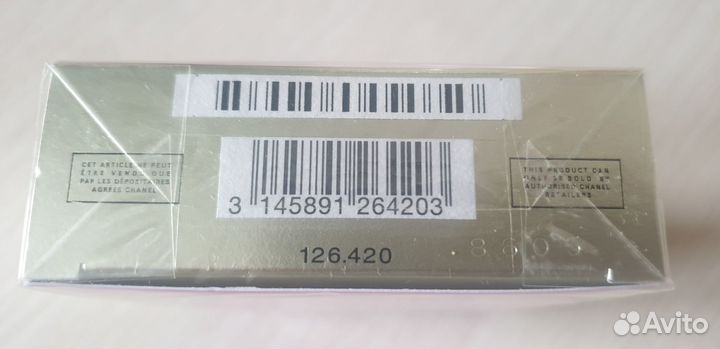 CET ARTICLE NE PEUT
ÊTRE VENDU QUE
PAR LES DÉPOSITAIRES
AGRÉÉS CHANEL
THIS PRODUCT CAN
ONLY BE SOLD BY
AUTHORISED CHANEL
RETAILERS
3 145891 264203
126.420
Avito